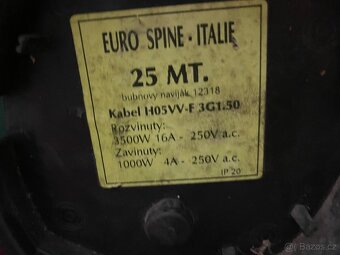 EURO SPINE - ITALIE
25 MT.
bubnový naviják 12318
Kabel H05VV-F 3G1.50
Rozvinutý:
3500W 16A - 250V a.c.
Zavinutý:
1000W 4A - 250V a.c.
IP 20
Bazos.cz